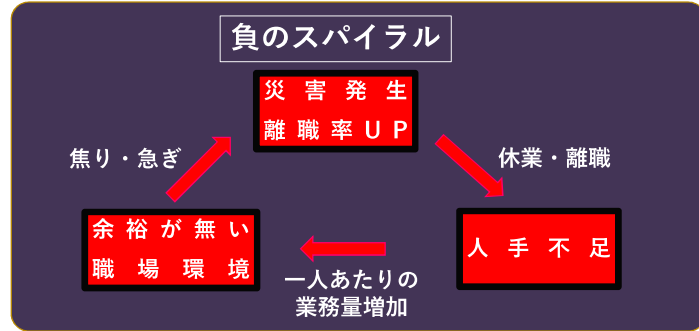 負のスパイラル
災害発生
離職率UP
焦り・急ぎ
休業・離職
余裕が無い
職場環境
人手不足
一人あたりの
業務量増加